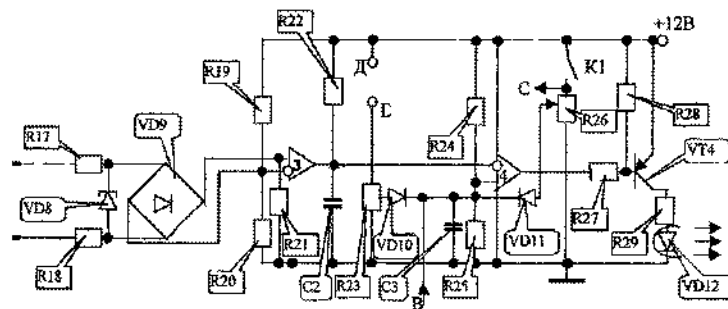 R22
+12В
R19
Д
К1
Е
С
R17
VD9
R24
R26
R28
3
4
VT4
VD8
R21
R27
R29
VD10
VD11
R18
R20
C2
R23
C3
В
R25
VD12